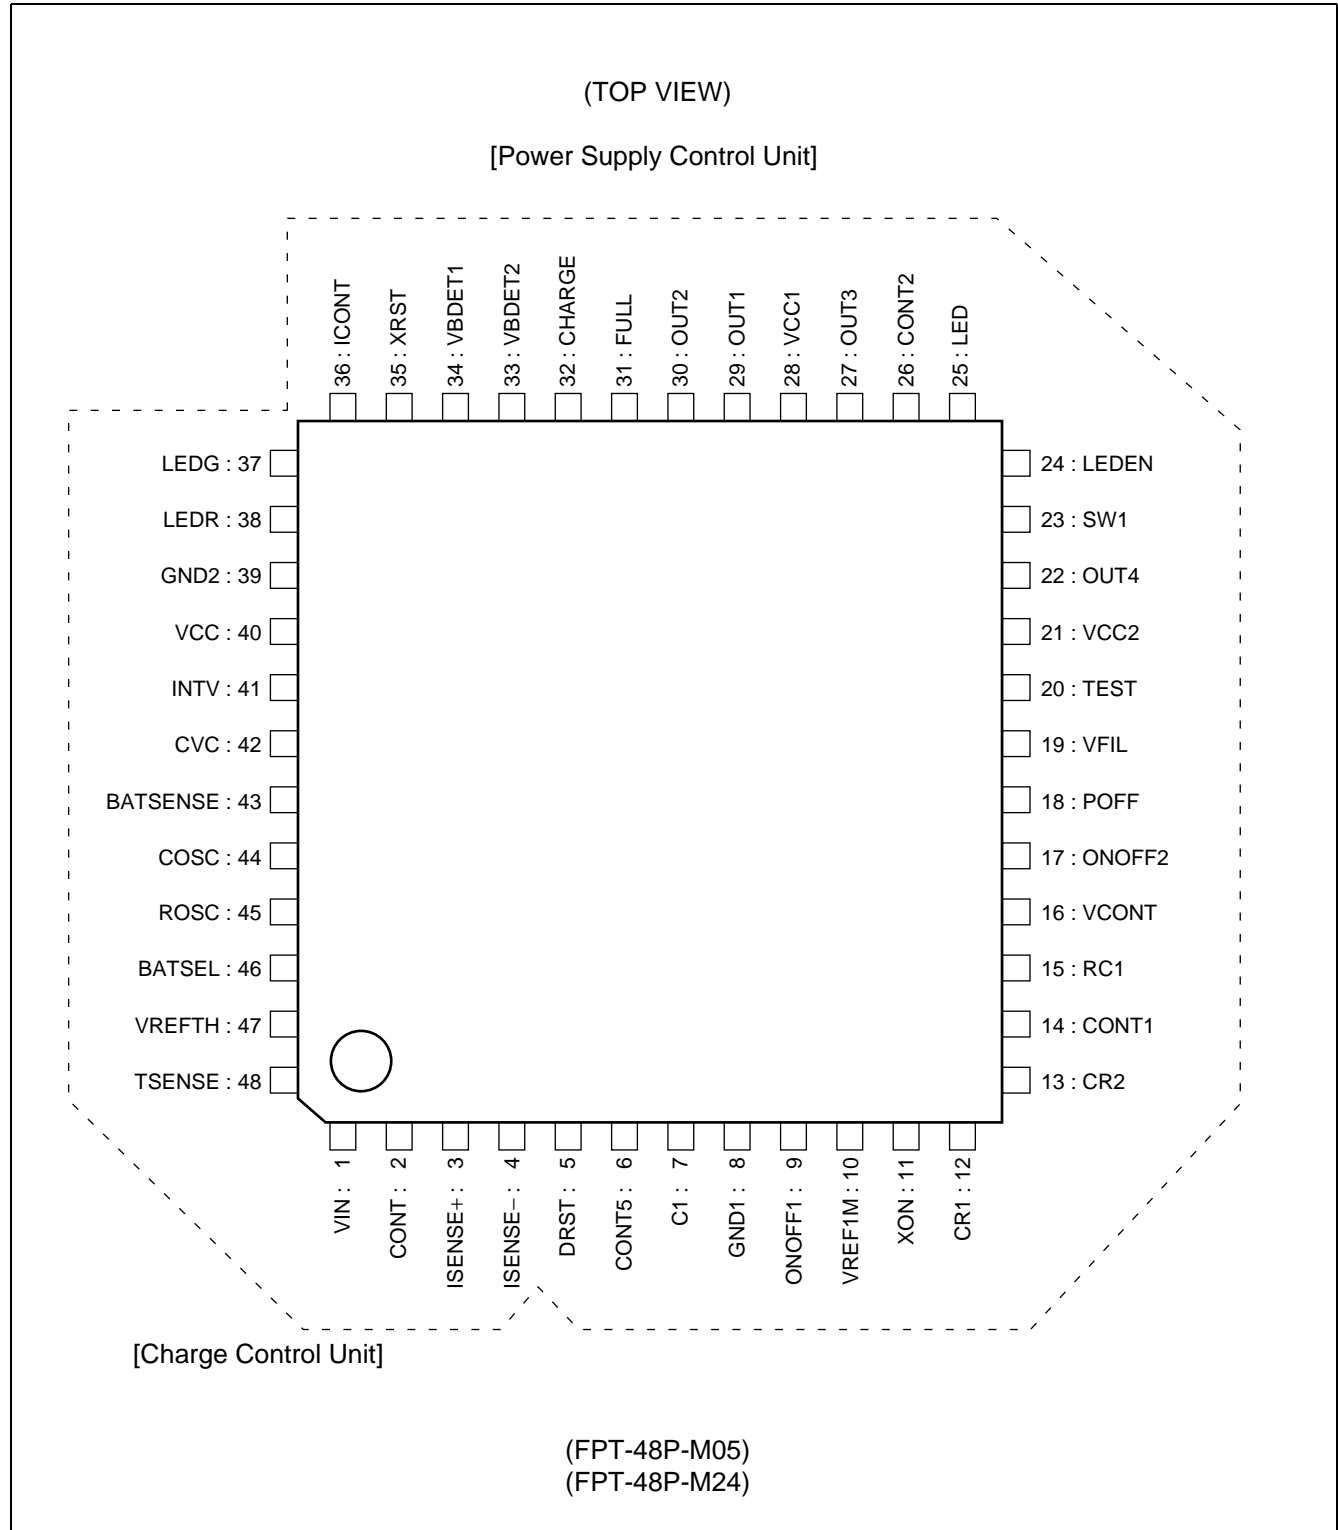 (TOP VIEW)
[Power Supply Control Unit]
36 : ICONT
35 : XRST
34 : VBDET1
33 : VBDET2
32 : CHARGE
31 : FULL
30 : OUT2
29 : OUT1
28 : VCC1
27 : OUT3
26 : CONT2
25 : LED
LEDG : 37
LEDR : 38
GND2 : 39
VCC : 40
INTV : 41
CVC : 42
BATSENSE : 43
COSC : 44
ROSC : 45
BATSEL : 46
VREFTH : 47
TSENSE : 48
24 : LEDEN
23 : SW1
22 : OUT4
21 : VCC2
20 : TEST
19 : VFIL
18 : POFF
17 : ONOFF2
16 : VCONT
15 : RC1
14 : CONT1
13 : CR2
VIN : 1
CONT : 2
ISENSE+ : 3
ISENSE− : 4
DRST : 5
CONT5 : 6
C1 : 7
GND1 : 8
ONOFF1 : 9
VREF1M : 10
XON : 11
CR1 : 12
[Charge Control Unit]
(FPT-48P-M05)
(FPT-48P-M24)